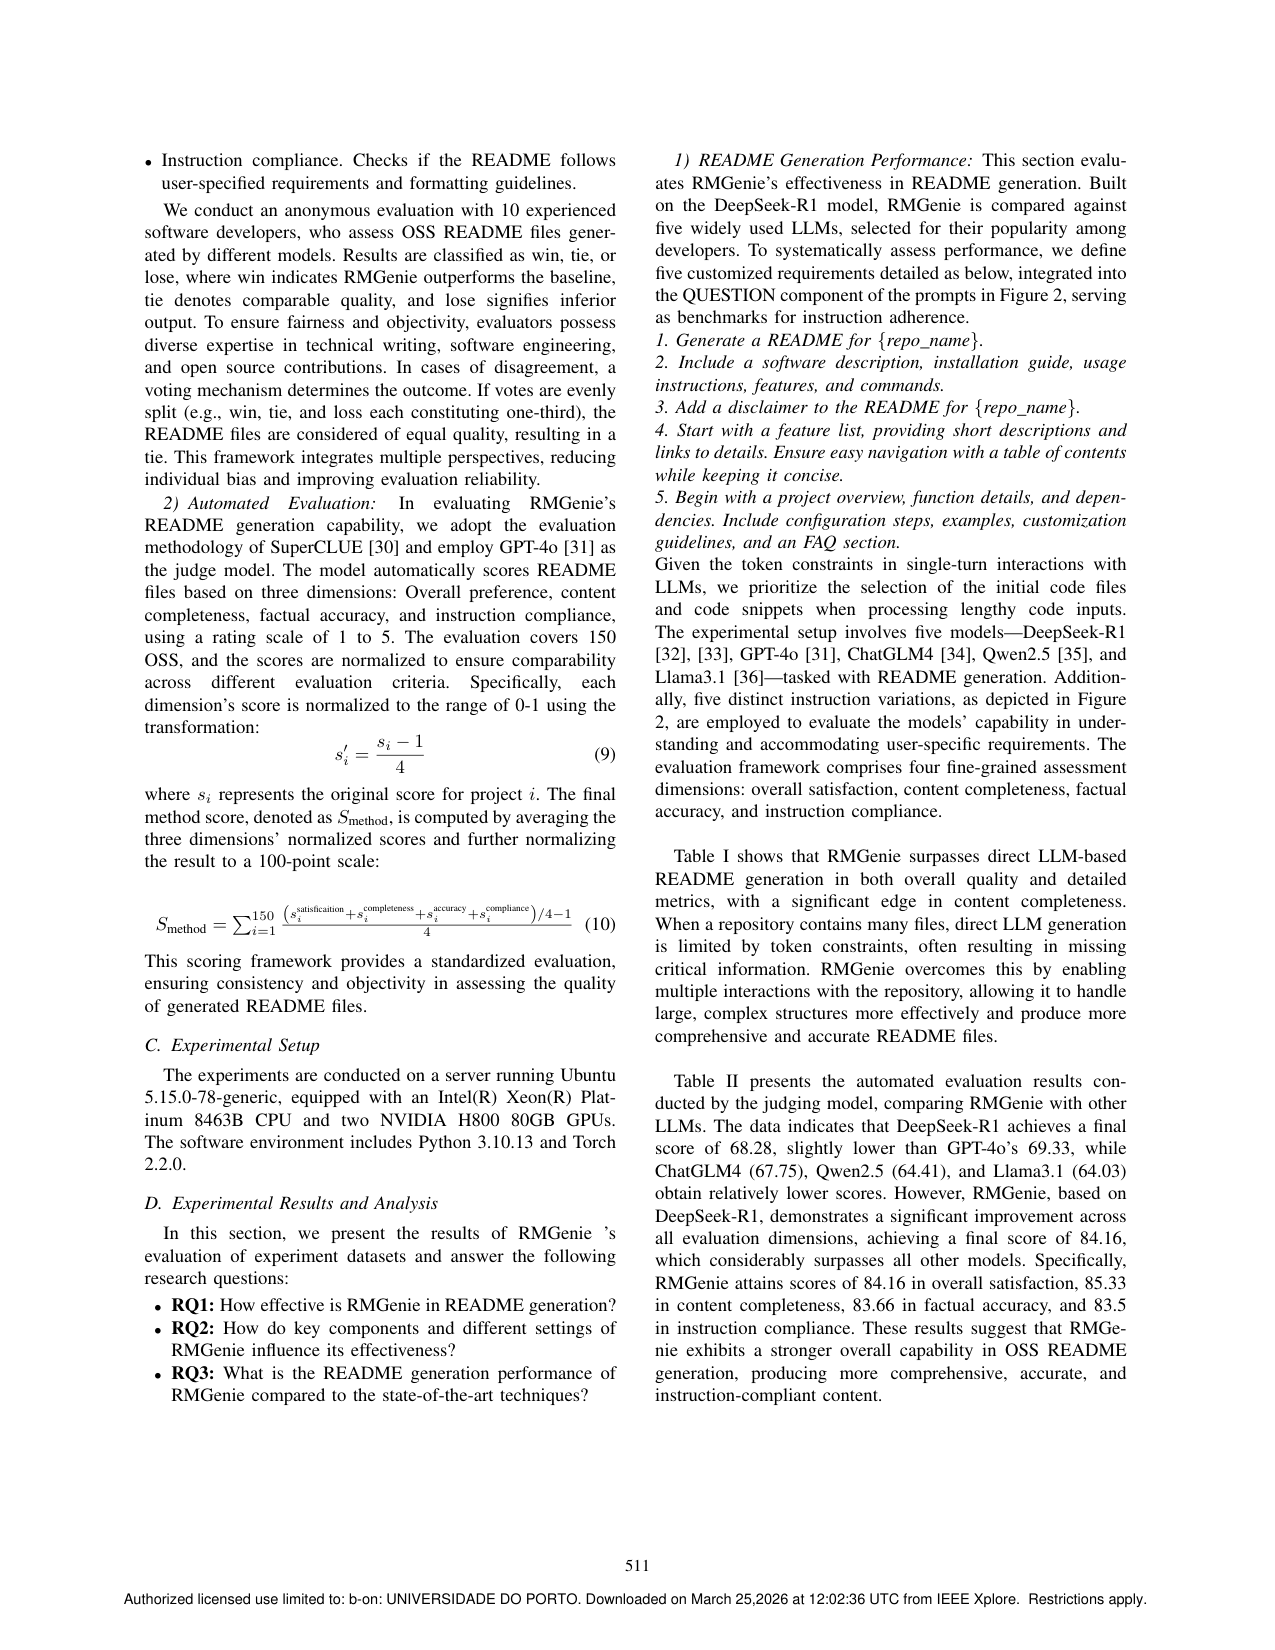 • Instruction compliance. Checks if the README follows
user-specified requirements and formatting guidelines.
We conduct an anonymous evaluation with 10 experienced
software developers, who assess OSS README files gener-
ated by different models. Results are classified as win, tie, or
lose, where win indicates RMGenie outperforms the baseline,
tie denotes comparable quality, and lose signifies inferior
output. To ensure fairness and objectivity, evaluators possess
diverse expertise in technical writing, software engineering,
and open source contributions. In cases of disagreement, a
voting mechanism determines the outcome. If votes are evenly
split (e.g., win, tie, and loss each constituting one-third), the
README files are considered of equal quality, resulting in a
tie. This framework integrates multiple perspectives, reducing
individual bias and improving evaluation reliability.
2) Automated Evaluation: In evaluating RMGenie's
README generation capability, we adopt the evaluation
methodology of SuperCLUE [30] and employ GPT-4o [31] as
the judge model. The model automatically scores README
files based on three dimensions: Overall preference, content
completeness, factual accuracy, and instruction compliance,
using a rating scale of 1 to 5. The evaluation covers 150
OSS, and the scores are normalized to ensure comparability
across different evaluation criteria. Specifically, each
dimension's score is normalized to the range of 0-1 using the
transformation:
s′_i = (s_i − 1) / 4 (9)
where s_i represents the original score for project i. The final
method score, denoted as S_method, is computed by averaging the
three dimensions' normalized scores and further normalizing
the result to a 100-point scale:
S_method = ∑_{i=1}^{150} ((s_i^satisficaition + s_i^completeness + s_i^accuracy + s_i^compliance)/4−1) / 4 (10)
This scoring framework provides a standardized evaluation,
ensuring consistency and objectivity in assessing the quality
of generated README files.
C. Experimental Setup
The experiments are conducted on a server running Ubuntu
5.15.0-78-generic, equipped with an Intel(R) Xeon(R) Plat-
inum 8463B CPU and two NVIDIA H800 80GB GPUs.
The software environment includes Python 3.10.13 and Torch
2.2.0.
D. Experimental Results and Analysis
In this section, we present the results of RMGenie 's
evaluation of experiment datasets and answer the following
research questions:
• RQ1: How effective is RMGenie in README generation?
• RQ2: How do key components and different settings of
RMGenie influence its effectiveness?
• RQ3: What is the README generation performance of
RMGenie compared to the state-of-the-art techniques?
1) README Generation Performance: This section evalu-
ates RMGenie's effectiveness in README generation. Built
on the DeepSeek-R1 model, RMGenie is compared against
five widely used LLMs, selected for their popularity among
developers. To systematically assess performance, we define
five customized requirements detailed as below, integrated into
the QUESTION component of the prompts in Figure 2, serving
as benchmarks for instruction adherence.
1. Generate a README for {repo_name}.
2. Include a software description, installation guide, usage
instructions, features, and commands.
3. Add a disclaimer to the README for {repo_name}.
4. Start with a feature list, providing short descriptions and
links to details. Ensure easy navigation with a table of contents
while keeping it concise.
5. Begin with a project overview, function details, and depen-
dencies. Include configuration steps, examples, customization
guidelines, and an FAQ section.
Given the token constraints in single-turn interactions with
LLMs, we prioritize the selection of the initial code files
and code snippets when processing lengthy code inputs.
The experimental setup involves five models—DeepSeek-R1
[32], [33], GPT-4o [31], ChatGLM4 [34], Qwen2.5 [35], and
Llama3.1 [36]—tasked with README generation. Addition-
ally, five distinct instruction variations, as depicted in Figure
2, are employed to evaluate the models' capability in under-
standing and accommodating user-specific requirements. The
evaluation framework comprises four fine-grained assessment
dimensions: overall satisfaction, content completeness, factual
accuracy, and instruction compliance.
Table I shows that RMGenie surpasses direct LLM-based
README generation in both overall quality and detailed
metrics, with a significant edge in content completeness.
When a repository contains many files, direct LLM generation
is limited by token constraints, often resulting in missing
critical information. RMGenie overcomes this by enabling
multiple interactions with the repository, allowing it to handle
large, complex structures more effectively and produce more
comprehensive and accurate README files.
Table II presents the automated evaluation results con-
ducted by the judging model, comparing RMGenie with other
LLMs. The data indicates that DeepSeek-R1 achieves a final
score of 68.28, slightly lower than GPT-4o's 69.33, while
ChatGLM4 (67.75), Qwen2.5 (64.41), and Llama3.1 (64.03)
obtain relatively lower scores. However, RMGenie, based on
DeepSeek-R1, demonstrates a significant improvement across
all evaluation dimensions, achieving a final score of 84.16,
which considerably surpasses all other models. Specifically,
RMGenie attains scores of 84.16 in overall satisfaction, 85.33
in content completeness, 83.66 in factual accuracy, and 83.5
in instruction compliance. These results suggest that RMGe-
nie exhibits a stronger overall capability in OSS README
generation, producing more comprehensive, accurate, and
instruction-compliant content.
511
Authorized licensed use limited to: b-on: UNIVERSIDADE DO PORTO. Downloaded on March 25,2026 at 12:02:36 UTC from IEEE Xplore. Restrictions apply.